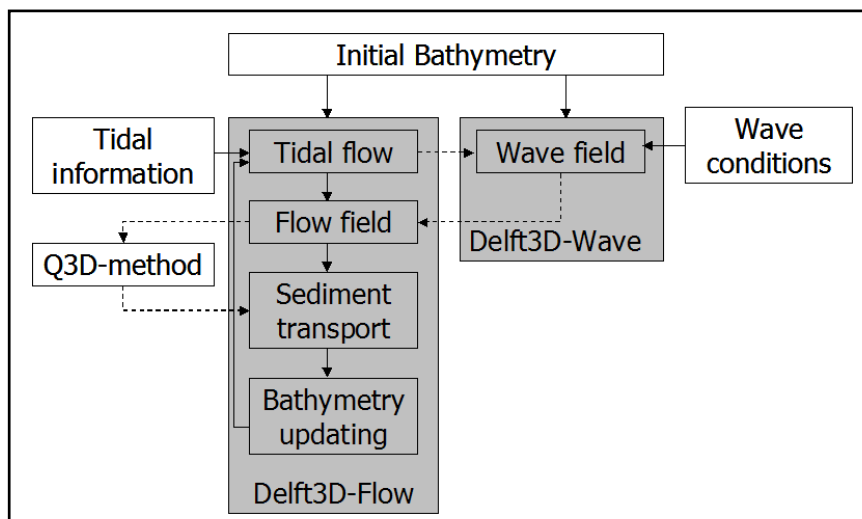 Initial Bathymetry
Tidal
information
Tidal flow
Wave field
Wave
conditions
Flow field
Delft3D-Wave
Q3D-method
Sediment
transport
Bathymetry
updating
Delft3D-Flow